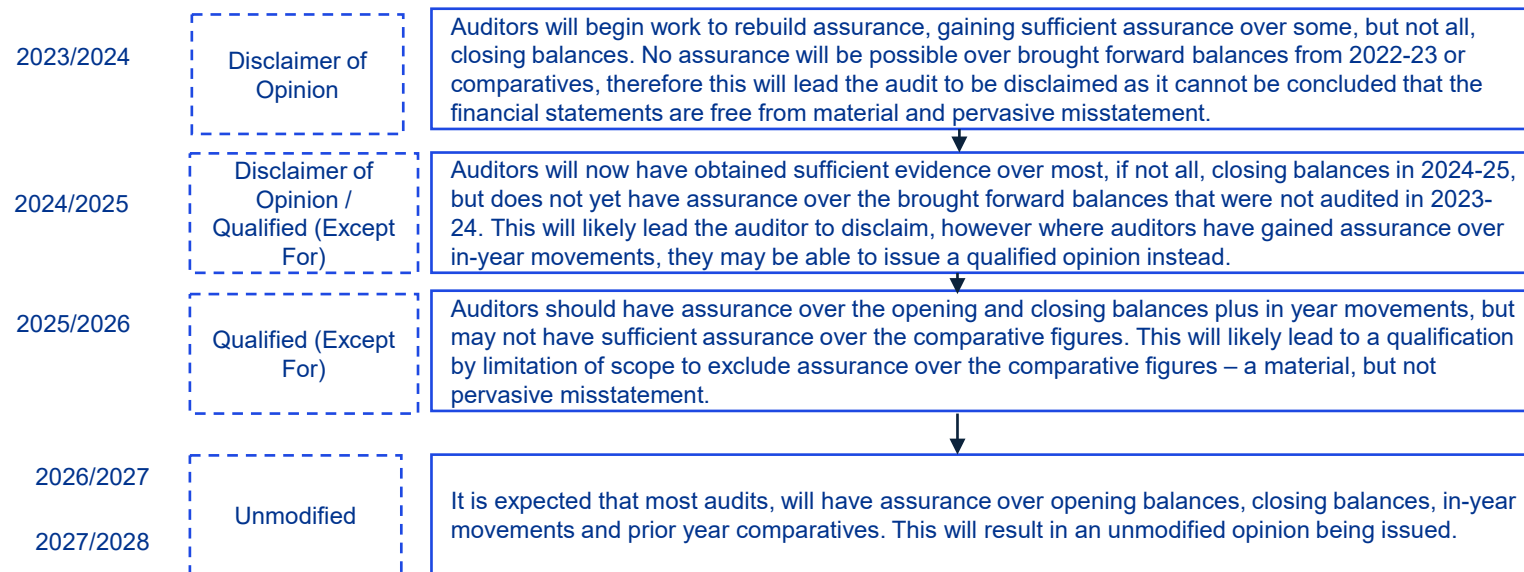 2023/2024
Disclaimer of
Opinion
Auditors will begin work to rebuild assurance, gaining sufficient assurance over some, but not all,
closing balances. No assurance will be possible over brought forward balances from 2022-23 or
comparatives, therefore this will lead the audit to be disclaimed as it cannot be concluded that the
financial statements are free from material and pervasive misstatement.
2024/2025
Disclaimer of
Opinion /
Qualified (Except
For)
Auditors will now have obtained sufficient evidence over most, if not all, closing balances in 2024-25,
but does not yet have assurance over the brought forward balances that were not audited in 2023-
24. This will likely lead the auditor to disclaim, however where auditors have gained assurance over
in-year movements, they may be able to issue a qualified opinion instead.
2025/2026
Qualified (Except
For)
Auditors should have assurance over the opening and closing balances plus in year movements, but
may not have sufficient assurance over the comparative figures. This will likely lead to a qualification
by limitation of scope to exclude assurance over the comparative figures – a material, but not
pervasive misstatement.
2026/2027
2027/2028
Unmodified
It is expected that most audits, will have assurance over opening balances, closing balances, in-year
movements and prior year comparatives. This will result in an unmodified opinion being issued.